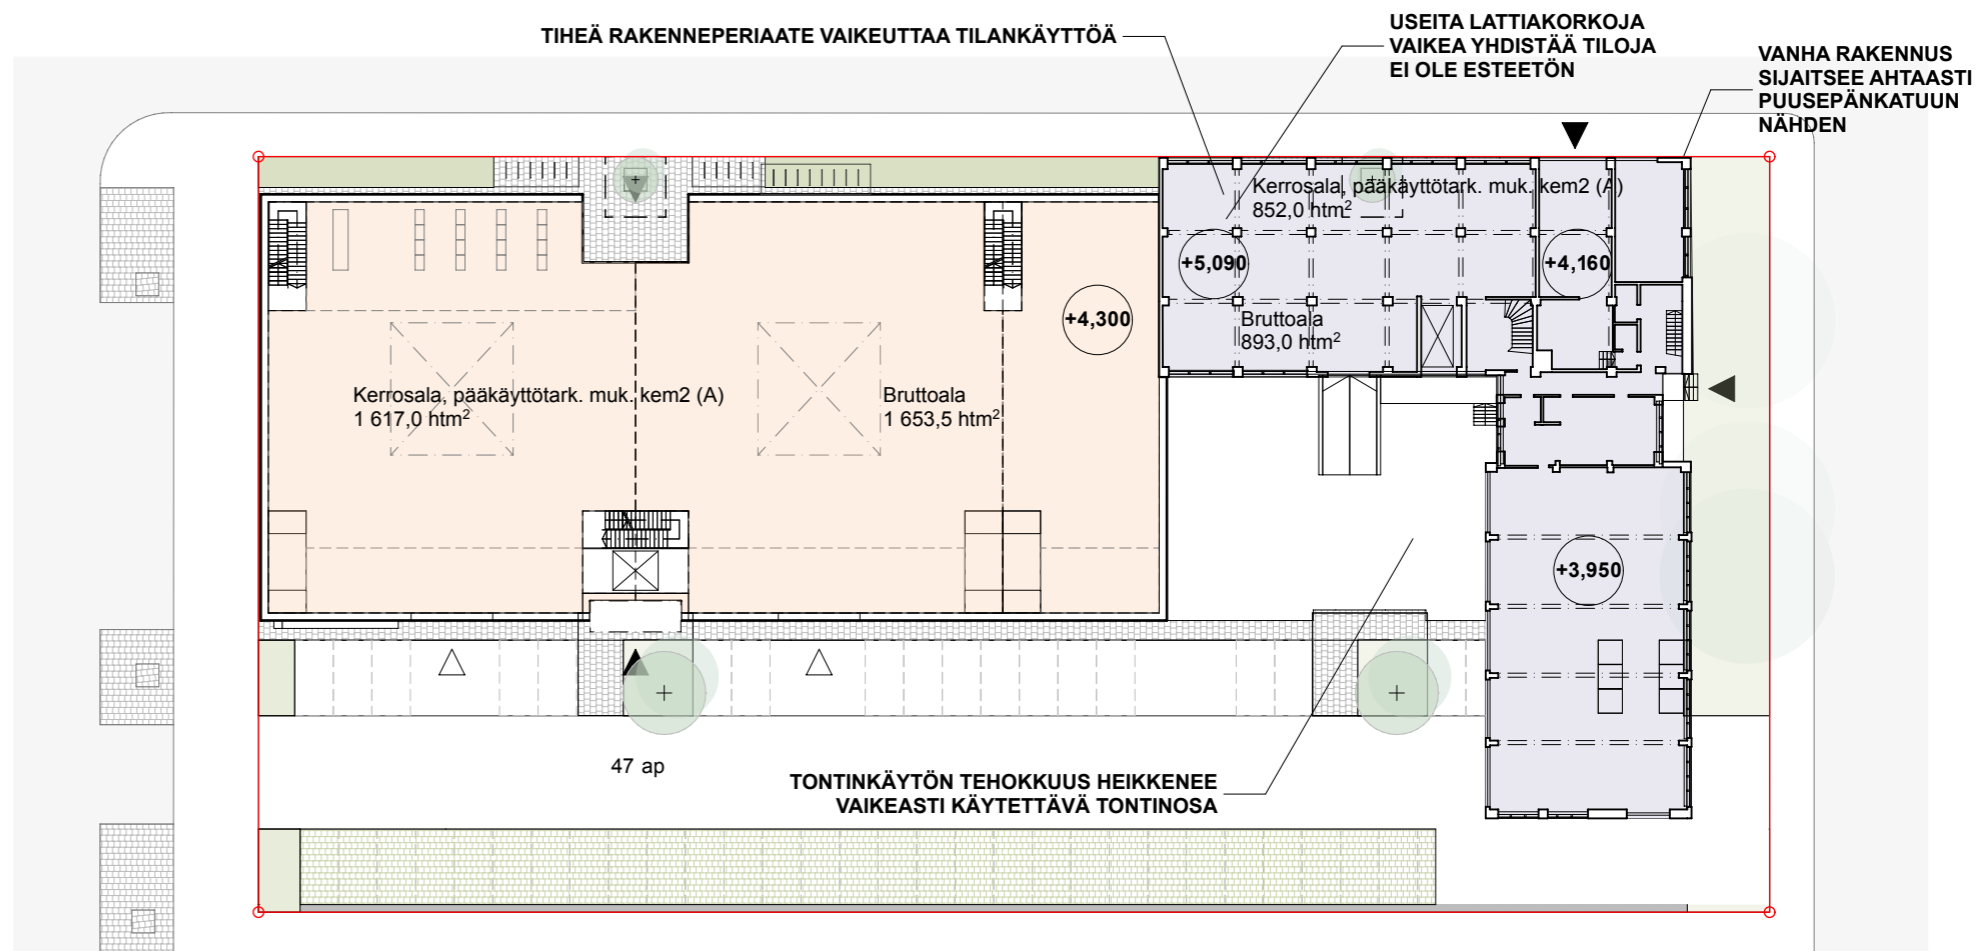 TIHEÄ RAKENNEPERIAATE VAIKEUTTAA TILANKÄYTTÖÄ
USEITA LATTIAKORKOJA
VAIKEA YHDISTÄÄ TILOJA
EI OLE ESTEETÖN
VANHA RAKENNUS
SIJAITSEE AHTAASTI
PUUSEPÄNKATUUN
NÄHDEN
Kerrosala, pääkäyttötark. muk. kem2 (A)
852,0 htm²
+5,090
+4,160
+4,300
Bruttoala
893,0 htm²
Kerrosala, pääkäyttötark. muk. kem2 (A)
1 617,0 htm²
Bruttoala
1 653,5 htm²
+3,950
47 ap
TONTINKÄYTÖN TEHOKKUUS HEIKKENEE
VAIKEASTI KÄYTETTÄVÄ TONTINOSA